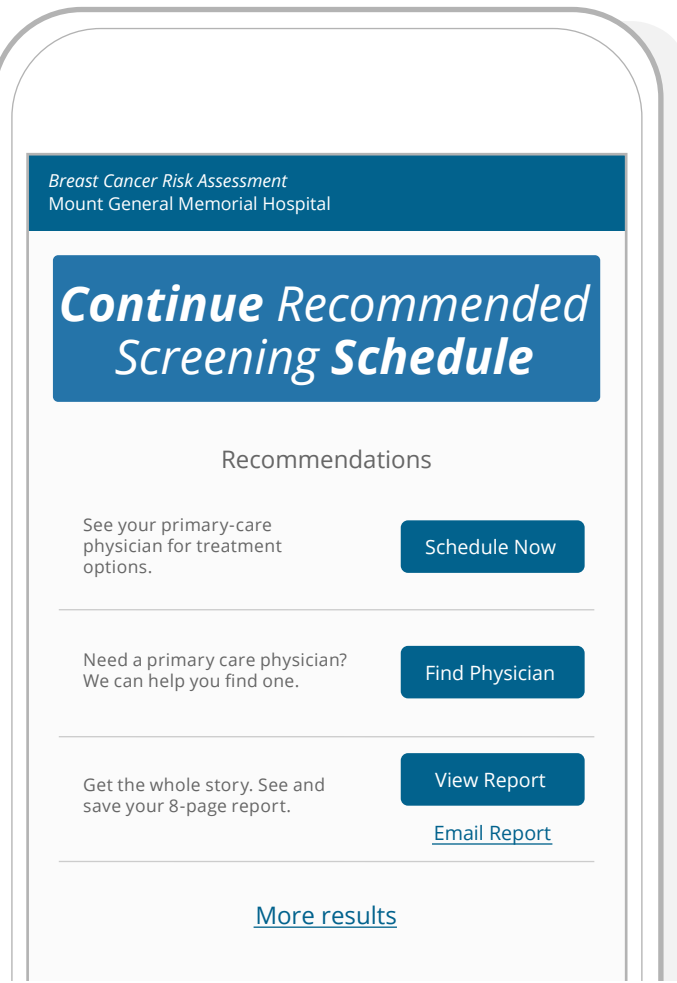 Breast Cancer Risk Assessment
Mount General Memorial Hospital
Continue Recommended
Screening Schedule
Recommendations
See your primary-care
physician for treatment
options.
Schedule Now
Need a primary care physician?
We can help you find one.
Find Physician
Get the whole story. See and
save your 8-page report.
View Report
Email Report
More results